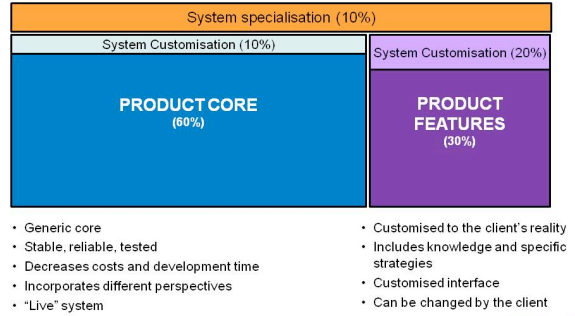 System specialisation (10%)
System Customisation (10%)
System Customisation (20%)
PRODUCT CORE
(60%)
PRODUCT
FEATURES
(30%)
• Generic core
• Stable, reliable, tested
• Decreases costs and development time
• Incorporates different perspectives
• “Live” system
• Customised to the client’s reality
• Includes knowledge and specific
strategies
• Customised interface
• Can be changed by the client